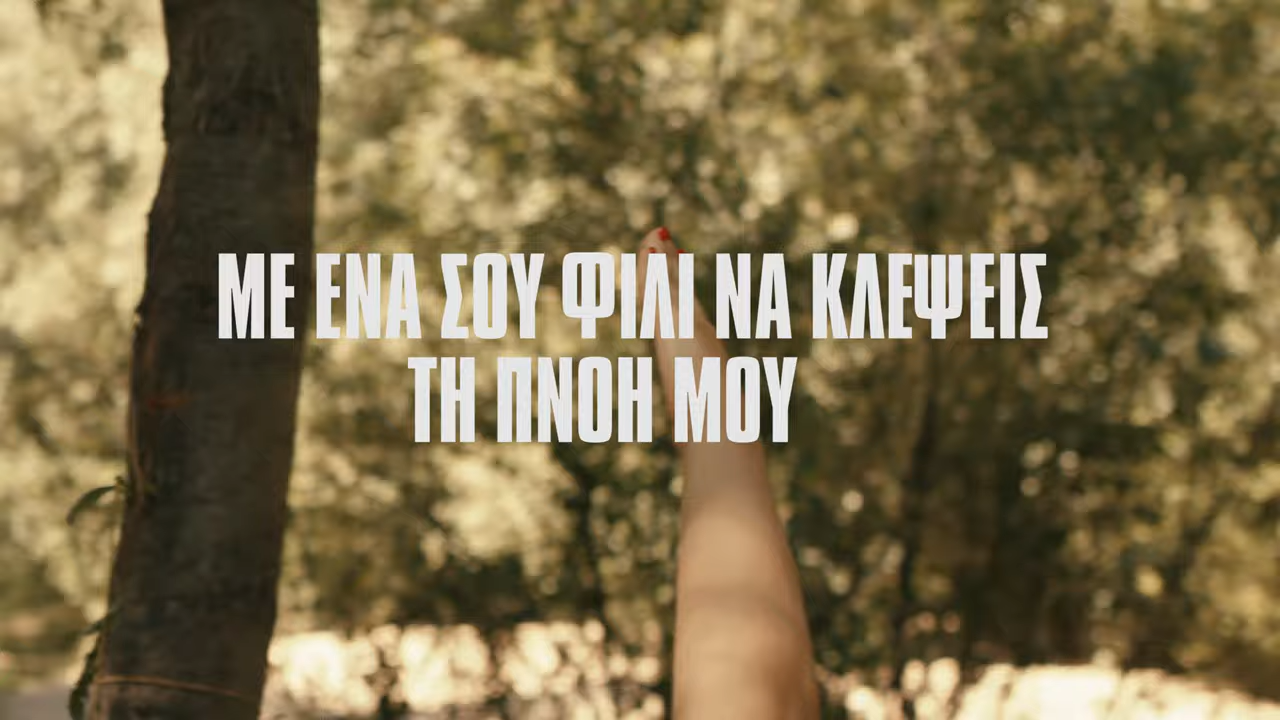 ΜΕ ΕΝΑ ΣΟΥ ΦΙΛΙ ΝΑ ΚΛΕΨΕΙΣ
ΤΗ ΠΝΟΗ ΜΟΥ